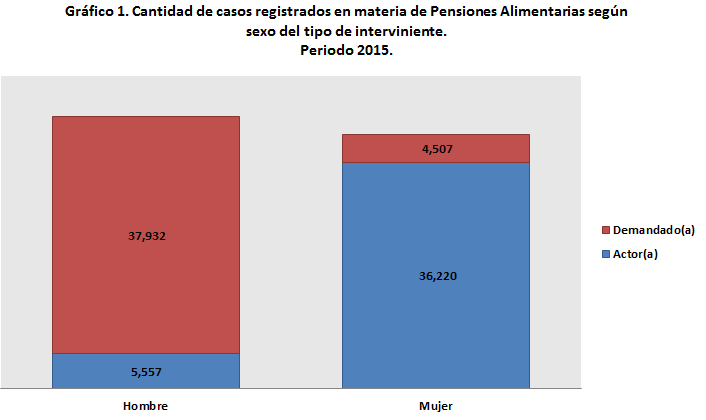 Gráfico 1. Cantidad de casos registrados en materia de Pensiones Alimentarias según
sexo del tipo de interviniente.
Periodo 2015.
4,507
37,932
Demandado(a)
Actor(a)
36,220
5,557
Hombre
Mujer